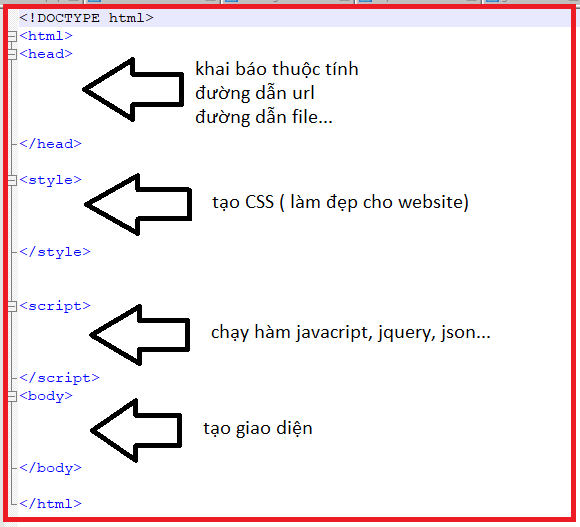 <!DOCTYPE html>
<html>
<head>
khai báo thuộc tính
đường dẫn url
đường dẫn file...
</head>
<style>
tạo CSS ( làm đẹp cho website)
</style>
<script>
chạy hàm javacript, jquery, json...
</script>
<body>
tạo giao diện
</body>
</html>